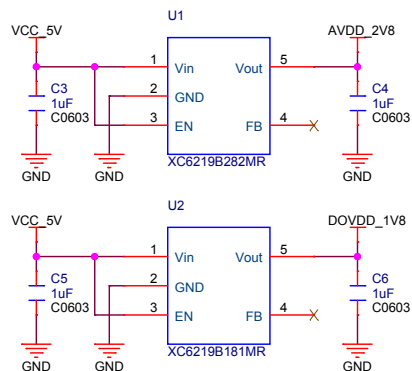 U1
VCC_5V
AVDD_2V8
1 Vin Vout 5
C3
1uF
C0603
2 GND
3 EN FB 4
C4
1uF
C0603
GND GND GND
XC6219B282MR
U2
VCC_5V
DOVDD_1V8
1 Vin Vout 5
C5
1uF
C0603
2 GND
3 EN FB 4
C6
1uF
C0603
XC6219B181MR
GND GND GND